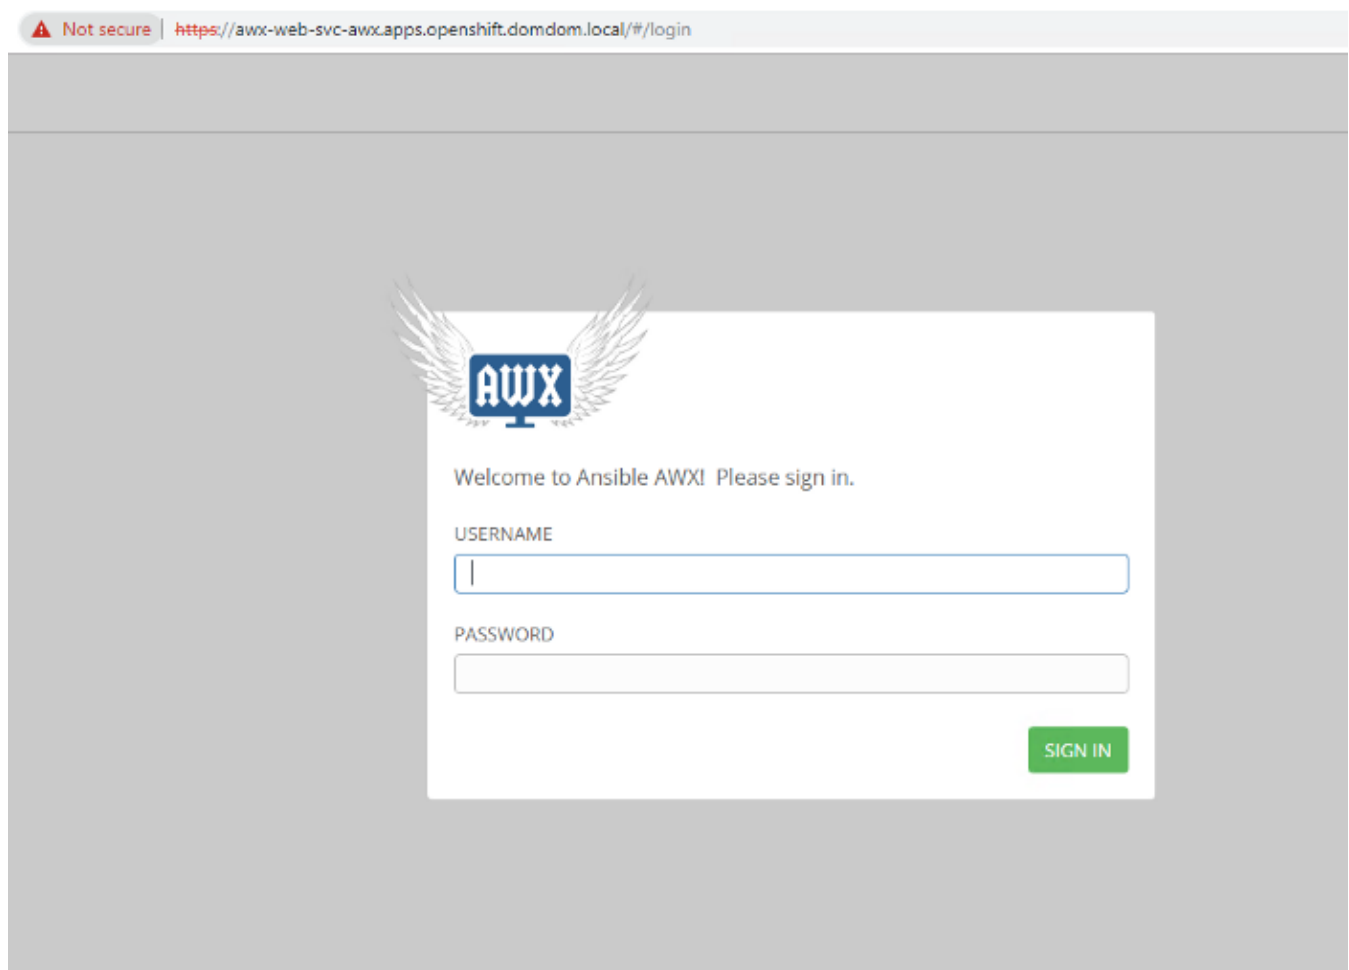 Not secure | https://awx-web-svc-awx.apps.openshift.domdom.local/#/login
AWX
Welcome to Ansible AWX! Please sign in.
USERNAME
PASSWORD
SIGN IN